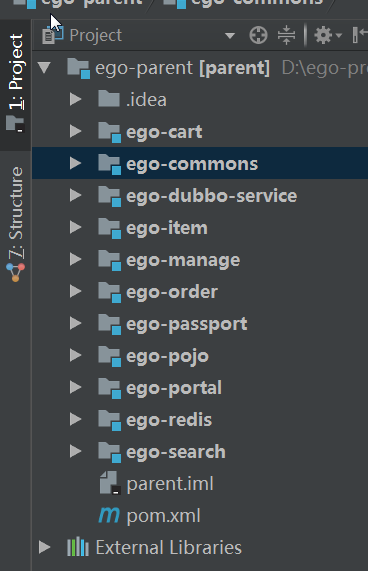 ego-parent ego-commons
1: Project
Z: Structure
Project
ego-parent [parent] D:\ego-pr
.idea
ego-cart
ego-commons
ego-dubbo-service
ego-item
ego-manage
ego-order
ego-passport
ego-pojo
ego-portal
ego-redis
ego-search
parent.iml
pom.xml
External Libraries